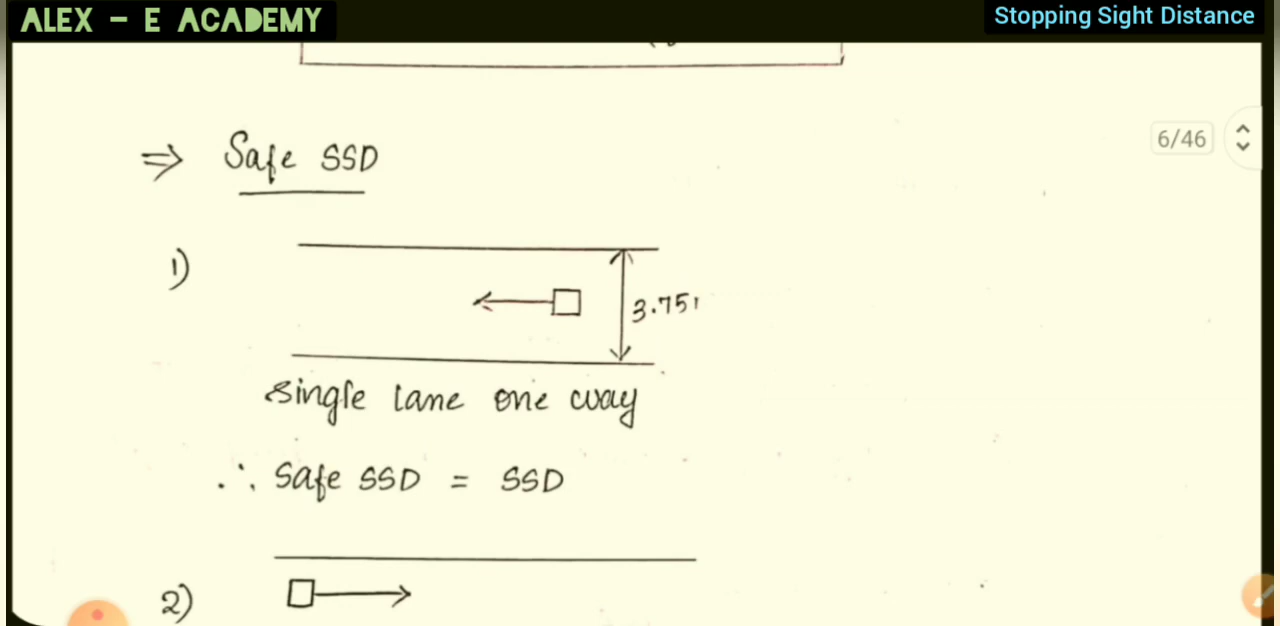 ALEX - E ACADEMY
Stopping Sight Distance
6/46
⇒ Safe SSD
1)
3.75
single lane one way
∴ Safe SSD = SSD
2)